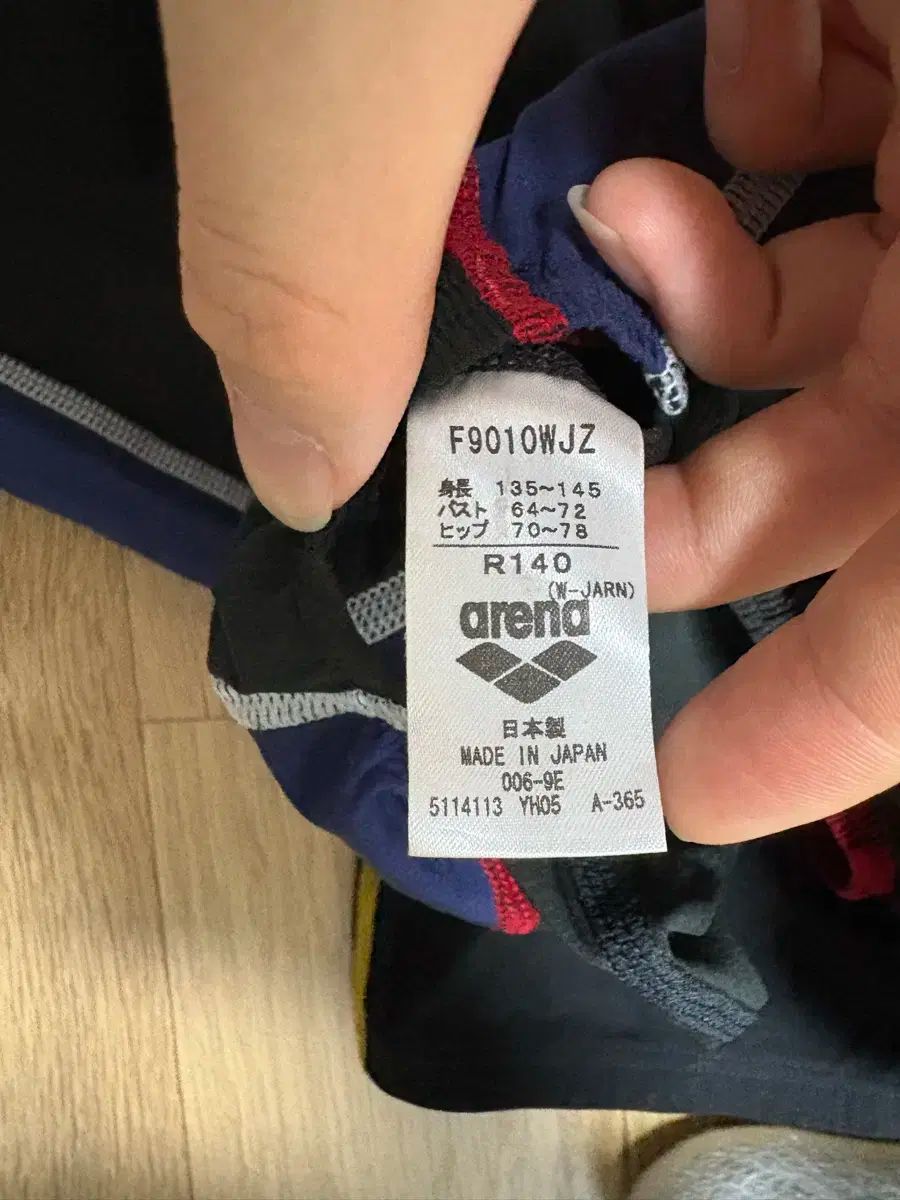 F9010WJZ
身長 135~145
バスト 64~72
ヒップ 70~78
R140
(W-JARN)
arena
日本製
MADE IN JAPAN
006-9E
5114113 YH05 A-365